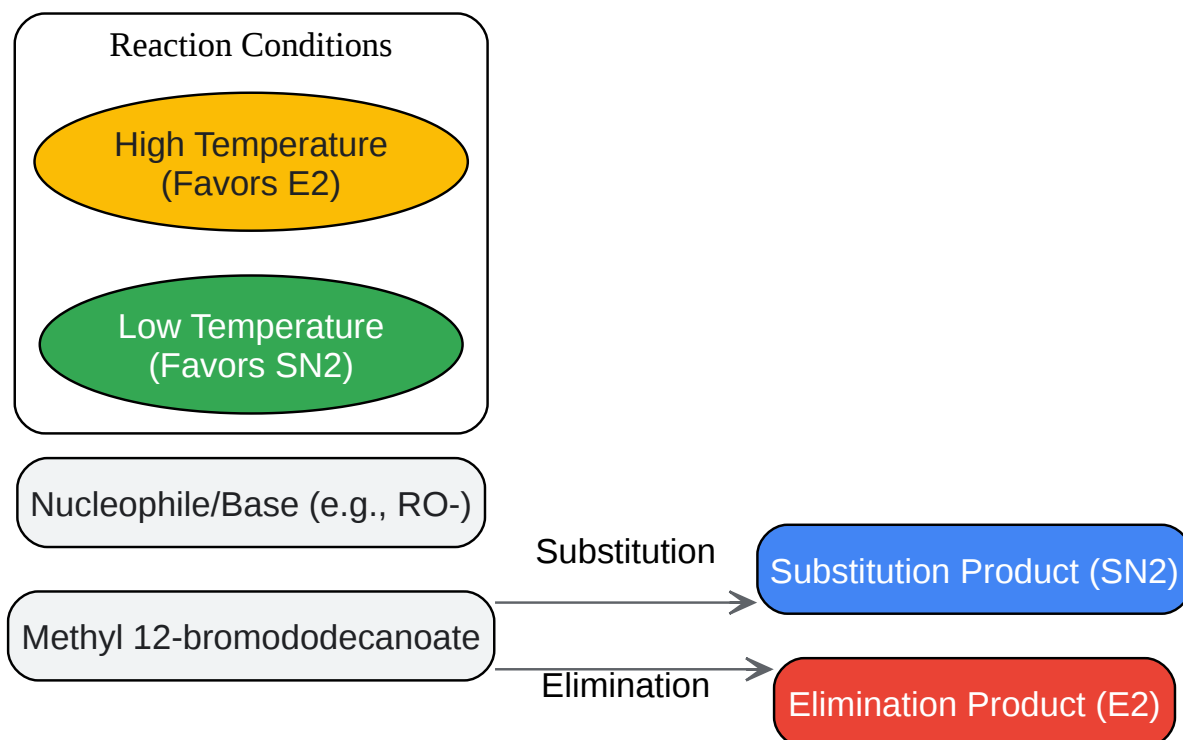 Reaction Conditions
High Temperature
(Favors E2)
Low Temperature
(Favors SN2)
Nucleophile/Base (e.g., RO-)
Substitution
Substitution Product (SN2)
Methyl 12-bromododecanoate
Elimination
Elimination Product (E2)